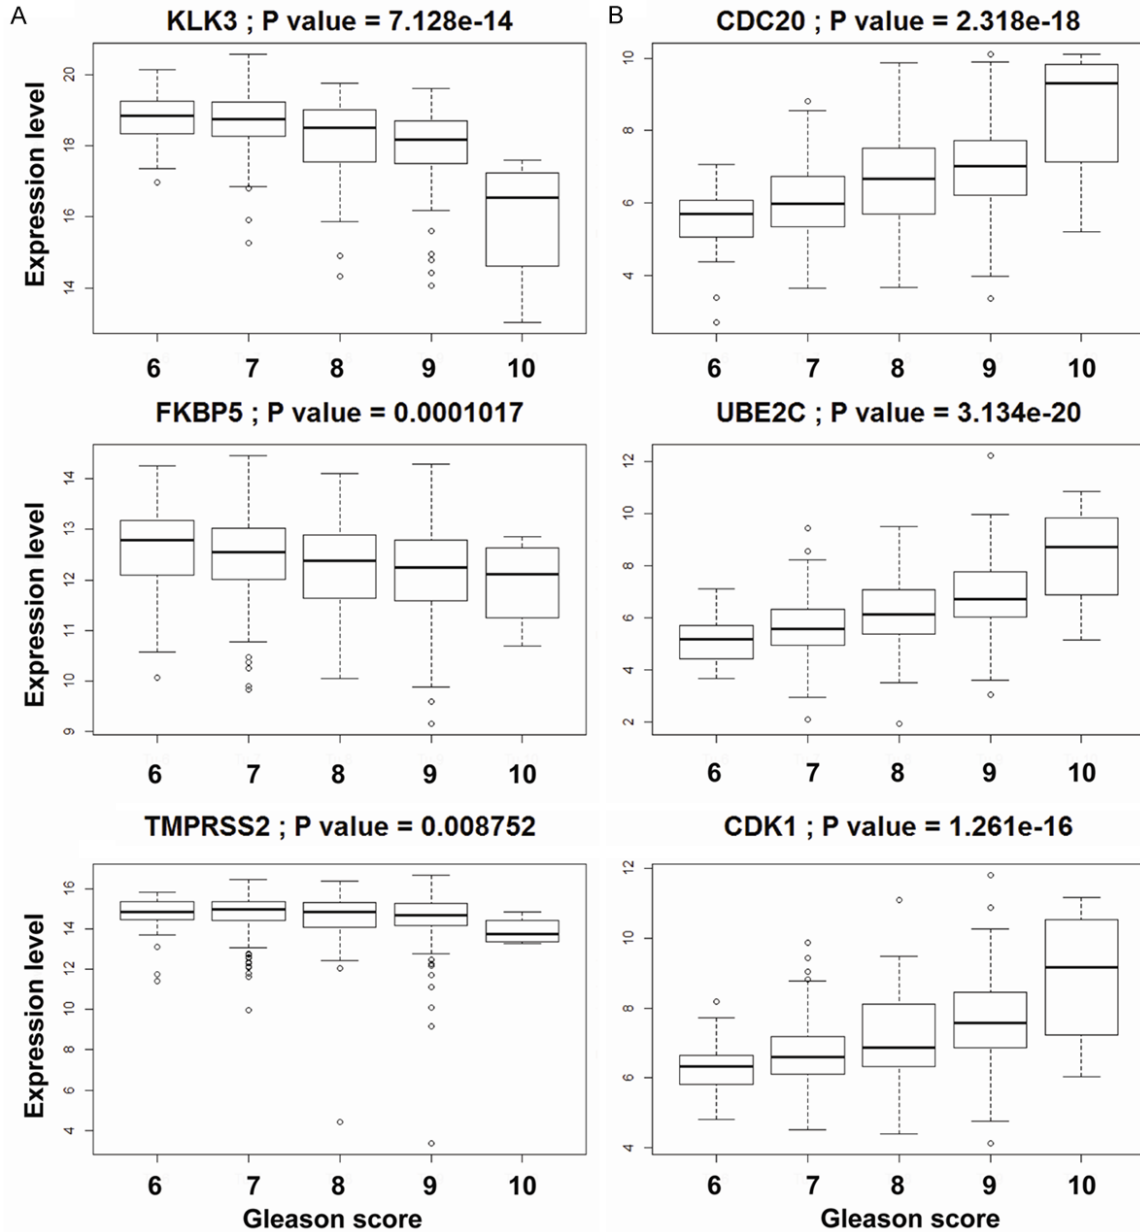 A
KLK3 ; P value = 7.128e-14
Expression level
20
18
16
14
6 7 8 9 10
FKBP5 ; P value = 0.0001017
Expression level
14
13
12
11
10
9
6 7 8 9 10
TMPRSS2 ; P value = 0.008752
Expression level
16
14
12
10
8
6
4
6 7 8 9 10
Gleason score
B
CDC20 ; P value = 2.318e-18
10
8
6
4
6 7 8 9 10
UBE2C ; P value = 3.134e-20
12
10
8
6
4
2
6 7 8 9 10
CDK1 ; P value = 1.261e-16
12
10
8
6
4
6 7 8 9 10
Gleason score